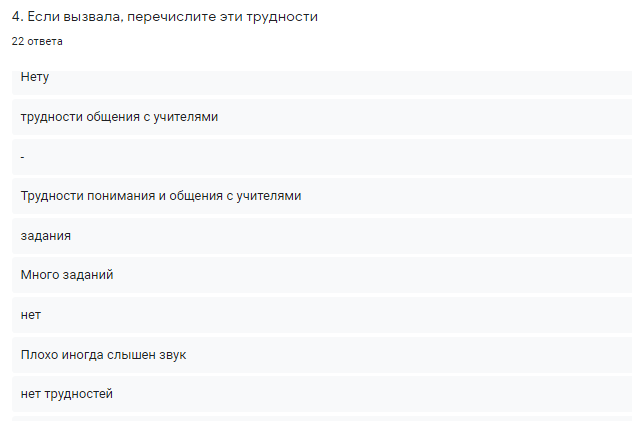 4. Если вызвала, перечислите эти трудности
22 ответа
Нету
трудности общения с учителями
-
Трудности понимания и общения с учителями
задания
Много заданий
нет
Плохо иногда слышен звук
нет трудностей